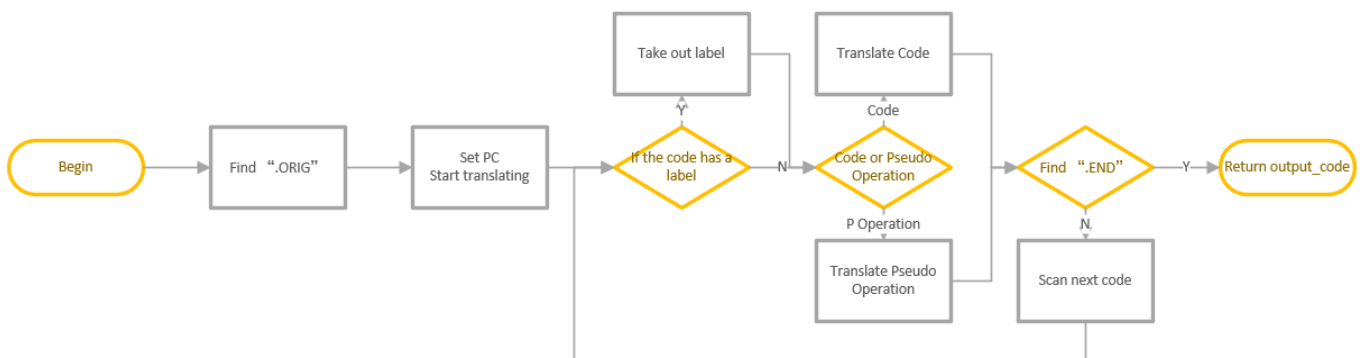 Begin
Find “.ORIG”
Set PC
Start translating
Take out label
Y
If the code has a
label
N
Translate Code
Code
Code or Pseudo
Operation
P Operation
Translate Pseudo
Operation
Find “.END”
Y
Return output_code
N
Scan next code